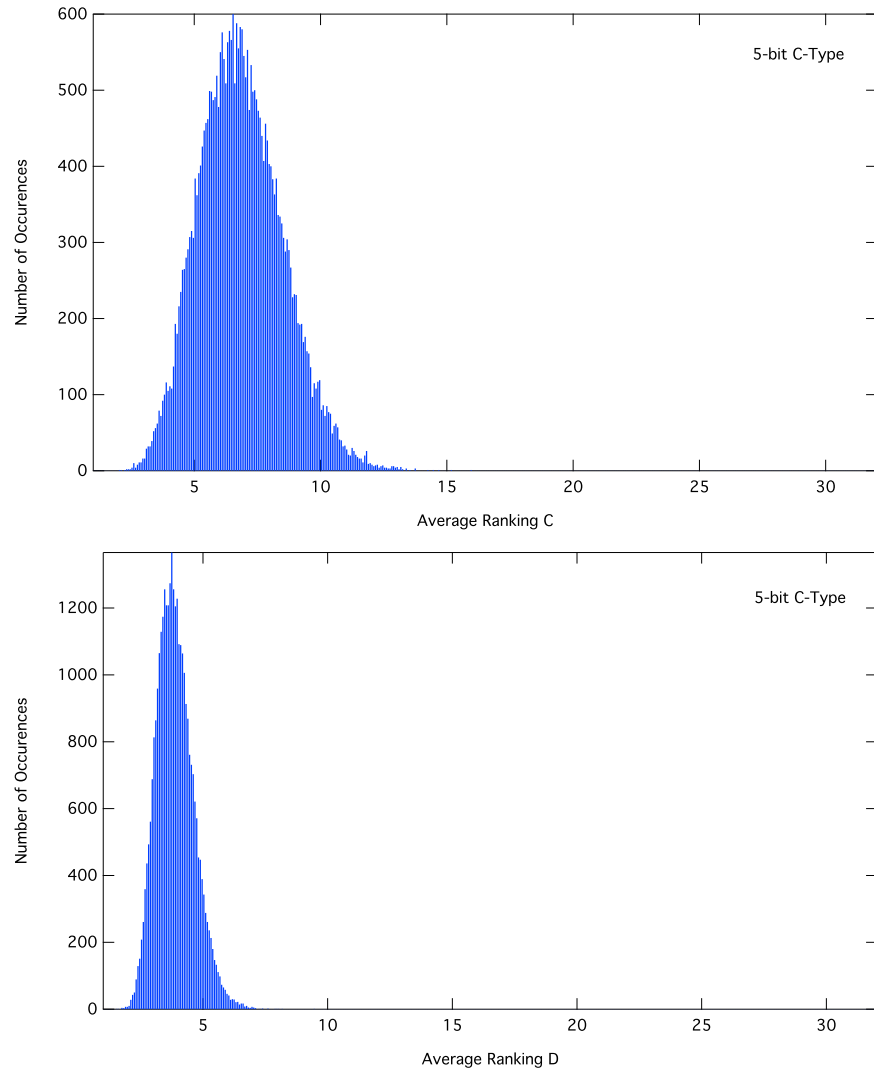 600
5-bit C-Type
500
400
300
200
100
0
Number of Occurences
5 10 15 20 25 30
Average Ranking C
1200
5-bit C-Type
1000
800
600
400
200
0
Number of Occurences
5 10 15 20 25 30
Average Ranking D